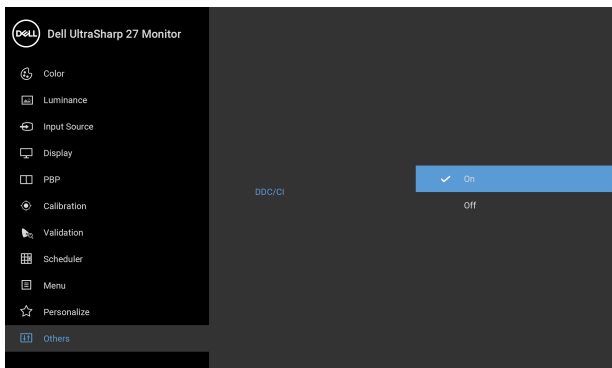 DELL
Dell UltraSharp 27 Monitor
Color
Luminance
Input Source
Display
PBP
Calibration
Validation
Scheduler
Menu
Personalize
Others
DDC/CI
On
Off